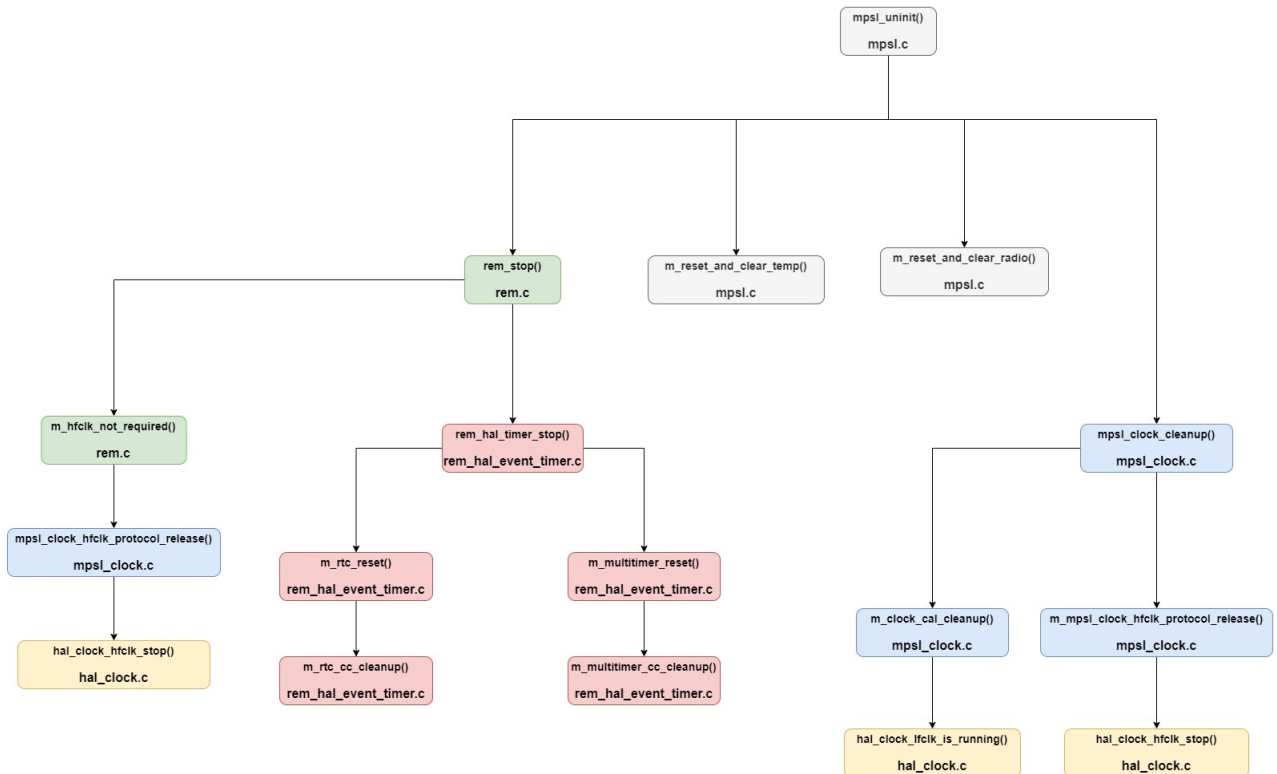 mpsl_uninit()
mpsl.c
rem_stop()
rem.c
m_reset_and_clear_temp()
mpsl.c
m_reset_and_clear_radio()
mpsl.c
m_hfclk_not_required()
rem.c
rem_hal_timer_stop()
rem_hal_event_timer.c
mpsl_clock_cleanup()
mpsl_clock.c
mpsl_clock_hfclk_protocol_release()
mpsl_clock.c
m_rtc_reset()
rem_hal_event_timer.c
m_multitimer_reset()
rem_hal_event_timer.c
m_clock_cal_cleanup()
mpsl_clock.c
m_mpsl_clock_hfclk_protocol_release()
mpsl_clock.c
hal_clock_hfclk_stop()
hal_clock.c
m_rtc_cc_cleanup()
rem_hal_event_timer.c
m_multitimer_cc_cleanup()
rem_hal_event_timer.c
hal_clock_lfclk_is_running()
hal_clock.c
hal_clock_hfclk_stop()
hal_clock.c